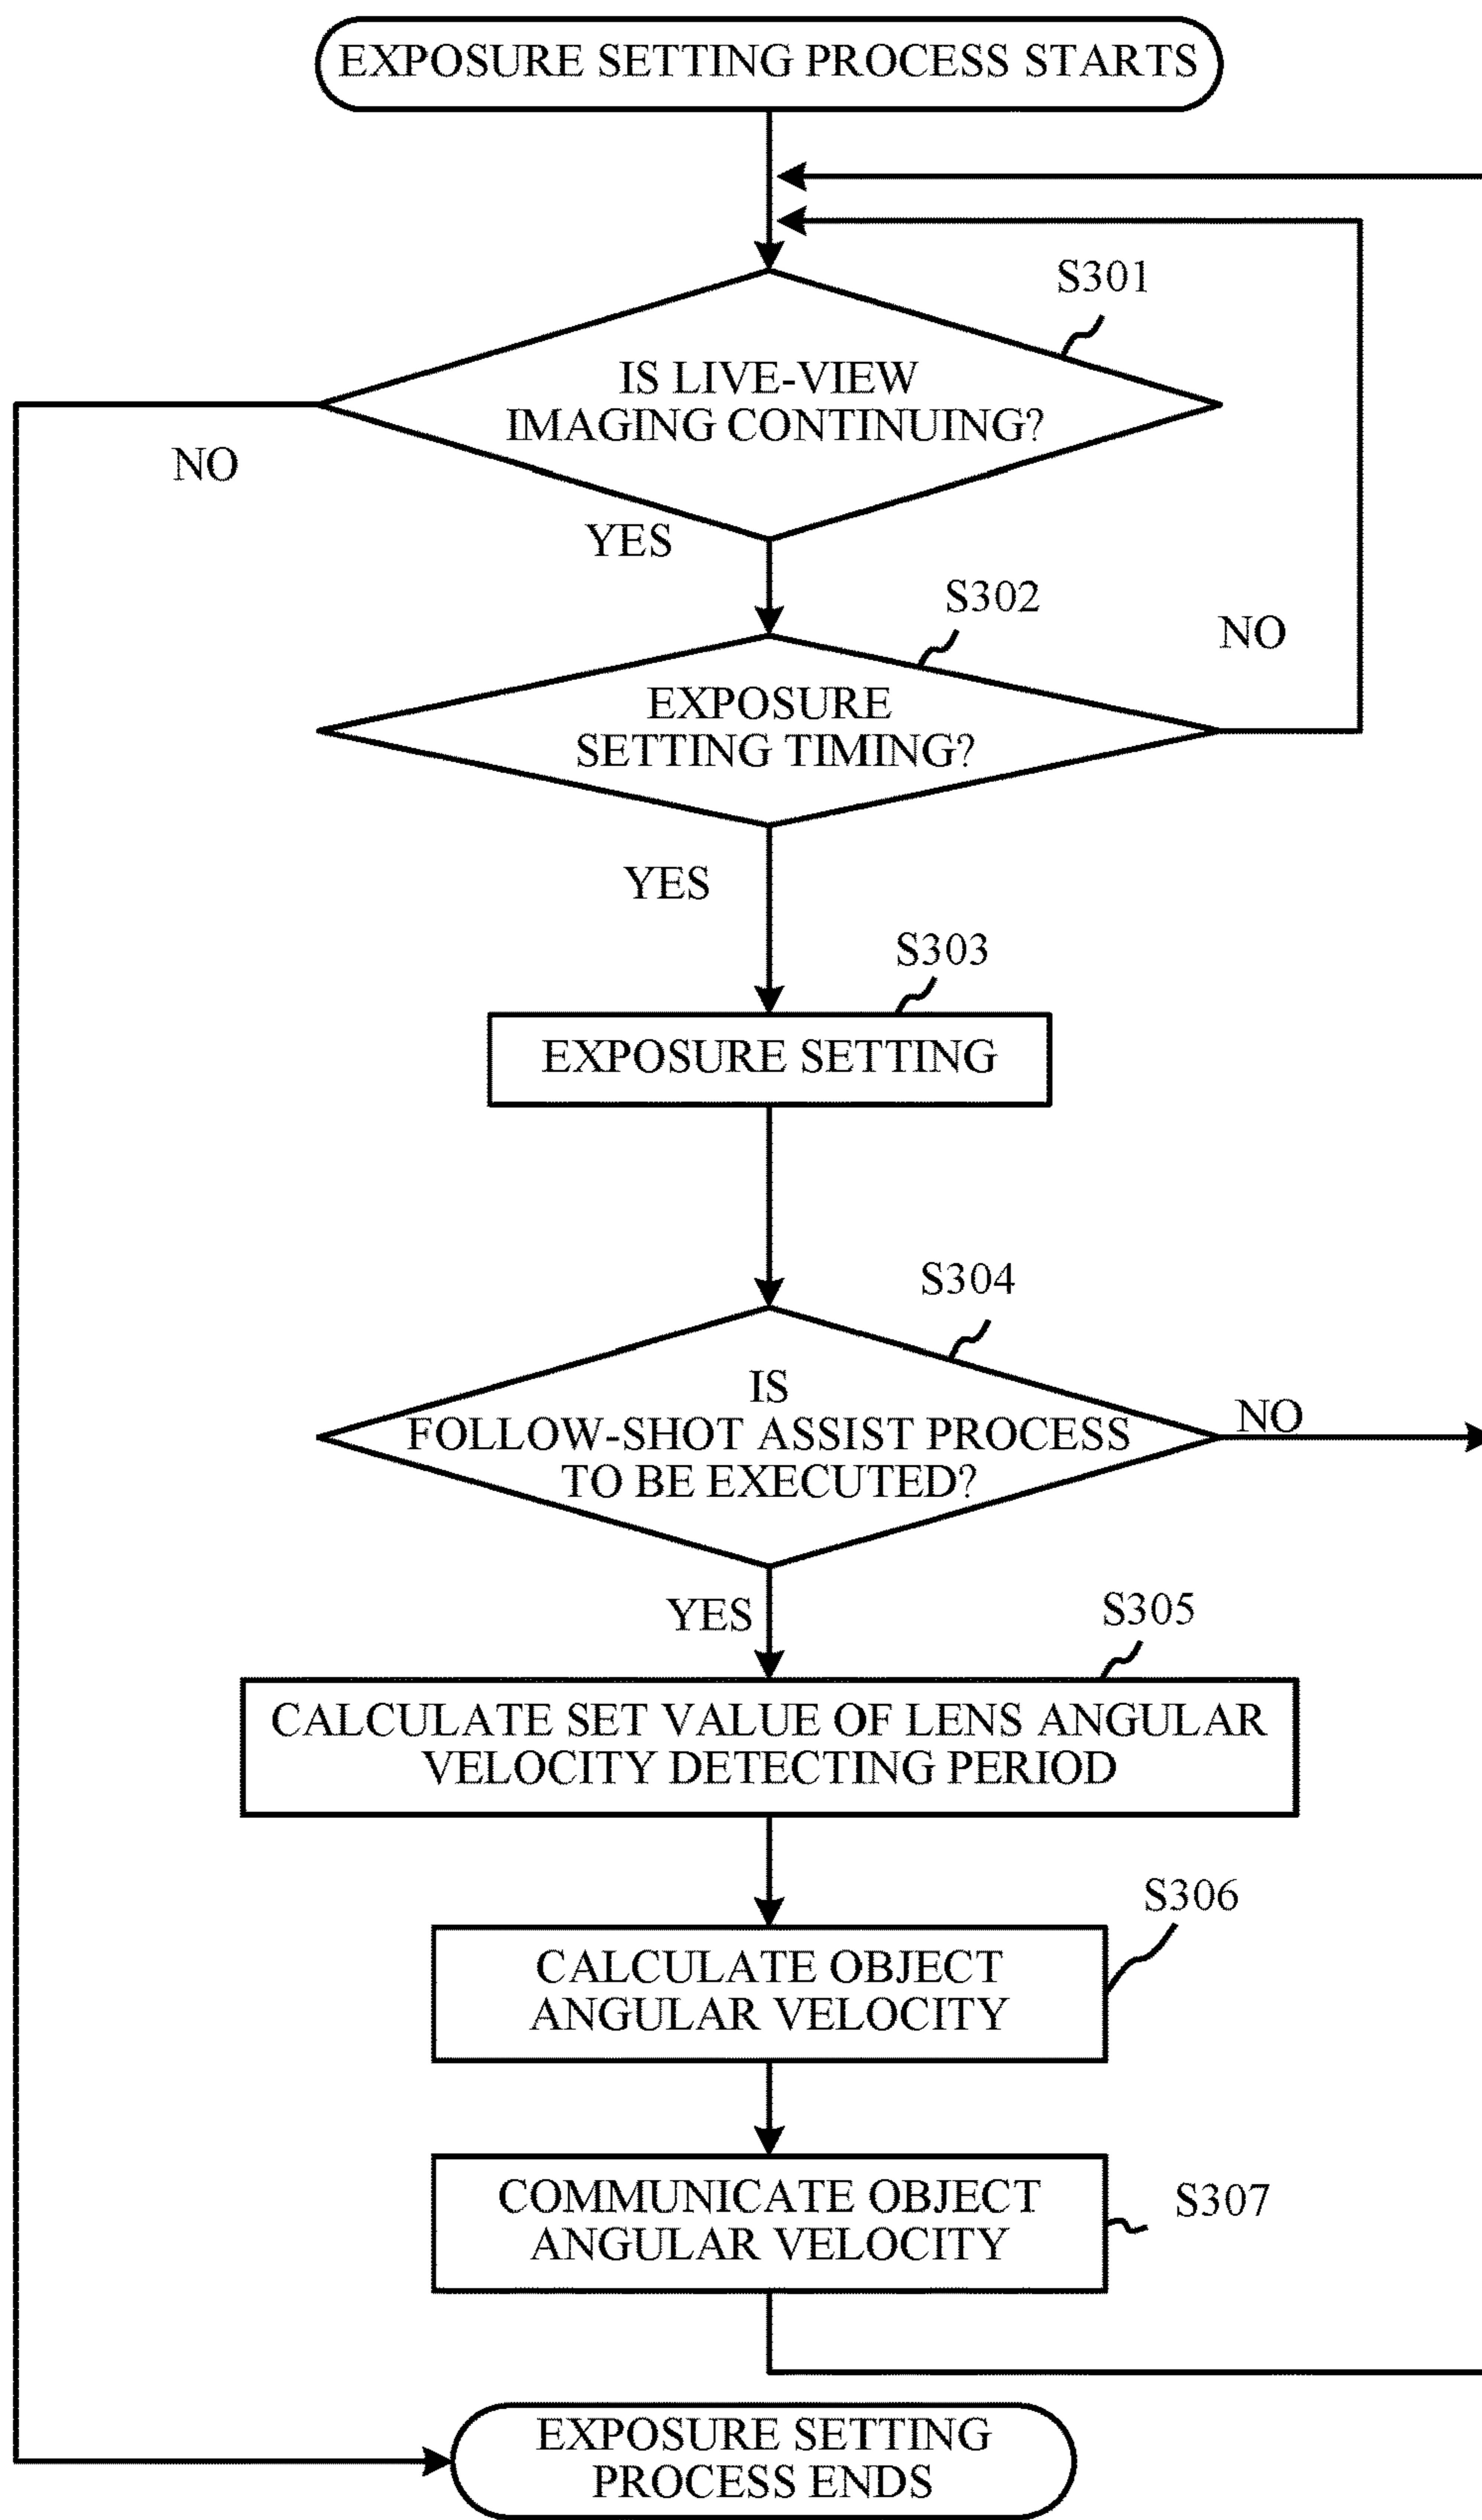 EXPOSURE SETTING PROCESS STARTS
S301
IS LIVE-VIEW
IMAGING CONTINUING?
NO
YES
S302
NO
EXPOSURE
SETTING TIMING?
YES
S303
EXPOSURE SETTING
S304
IS
FOLLOW-SHOT ASSIST PROCESS
TO BE EXECUTED?
NO
YES
S305
CALCULATE SET VALUE OF LENS ANGULAR
VELOCITY DETECTING PERIOD
S306
CALCULATE OBJECT
ANGULAR VELOCITY
COMMUNICATE OBJECT
ANGULAR VELOCITY
S307
EXPOSURE SETTING
PROCESS ENDS